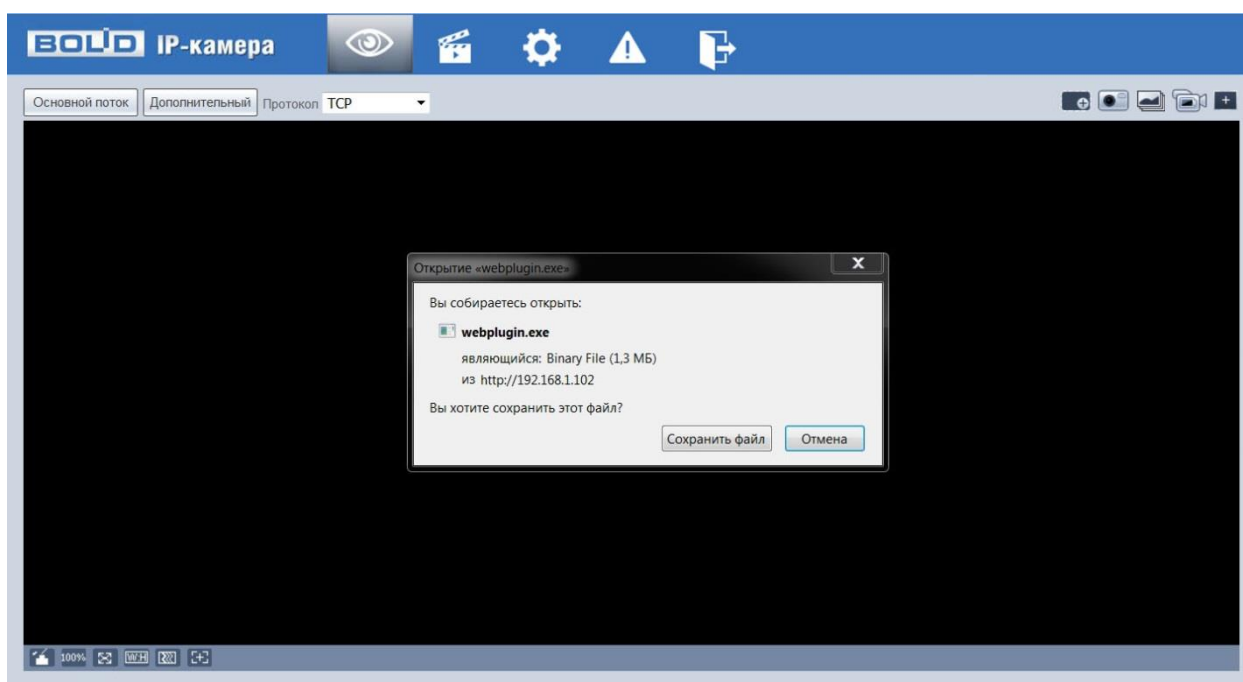 BOLID IP-камера
Основной поток Дополнительный Протокол TCP
Открытие «webplugin.exe»
Вы собираетесь открыть:
webplugin.exe
являющийся: Binary File (1,3 МБ)
из http://192.168.1.102
Вы хотите сохранить этот файл?
Сохранить файл Отмена
100% W:H